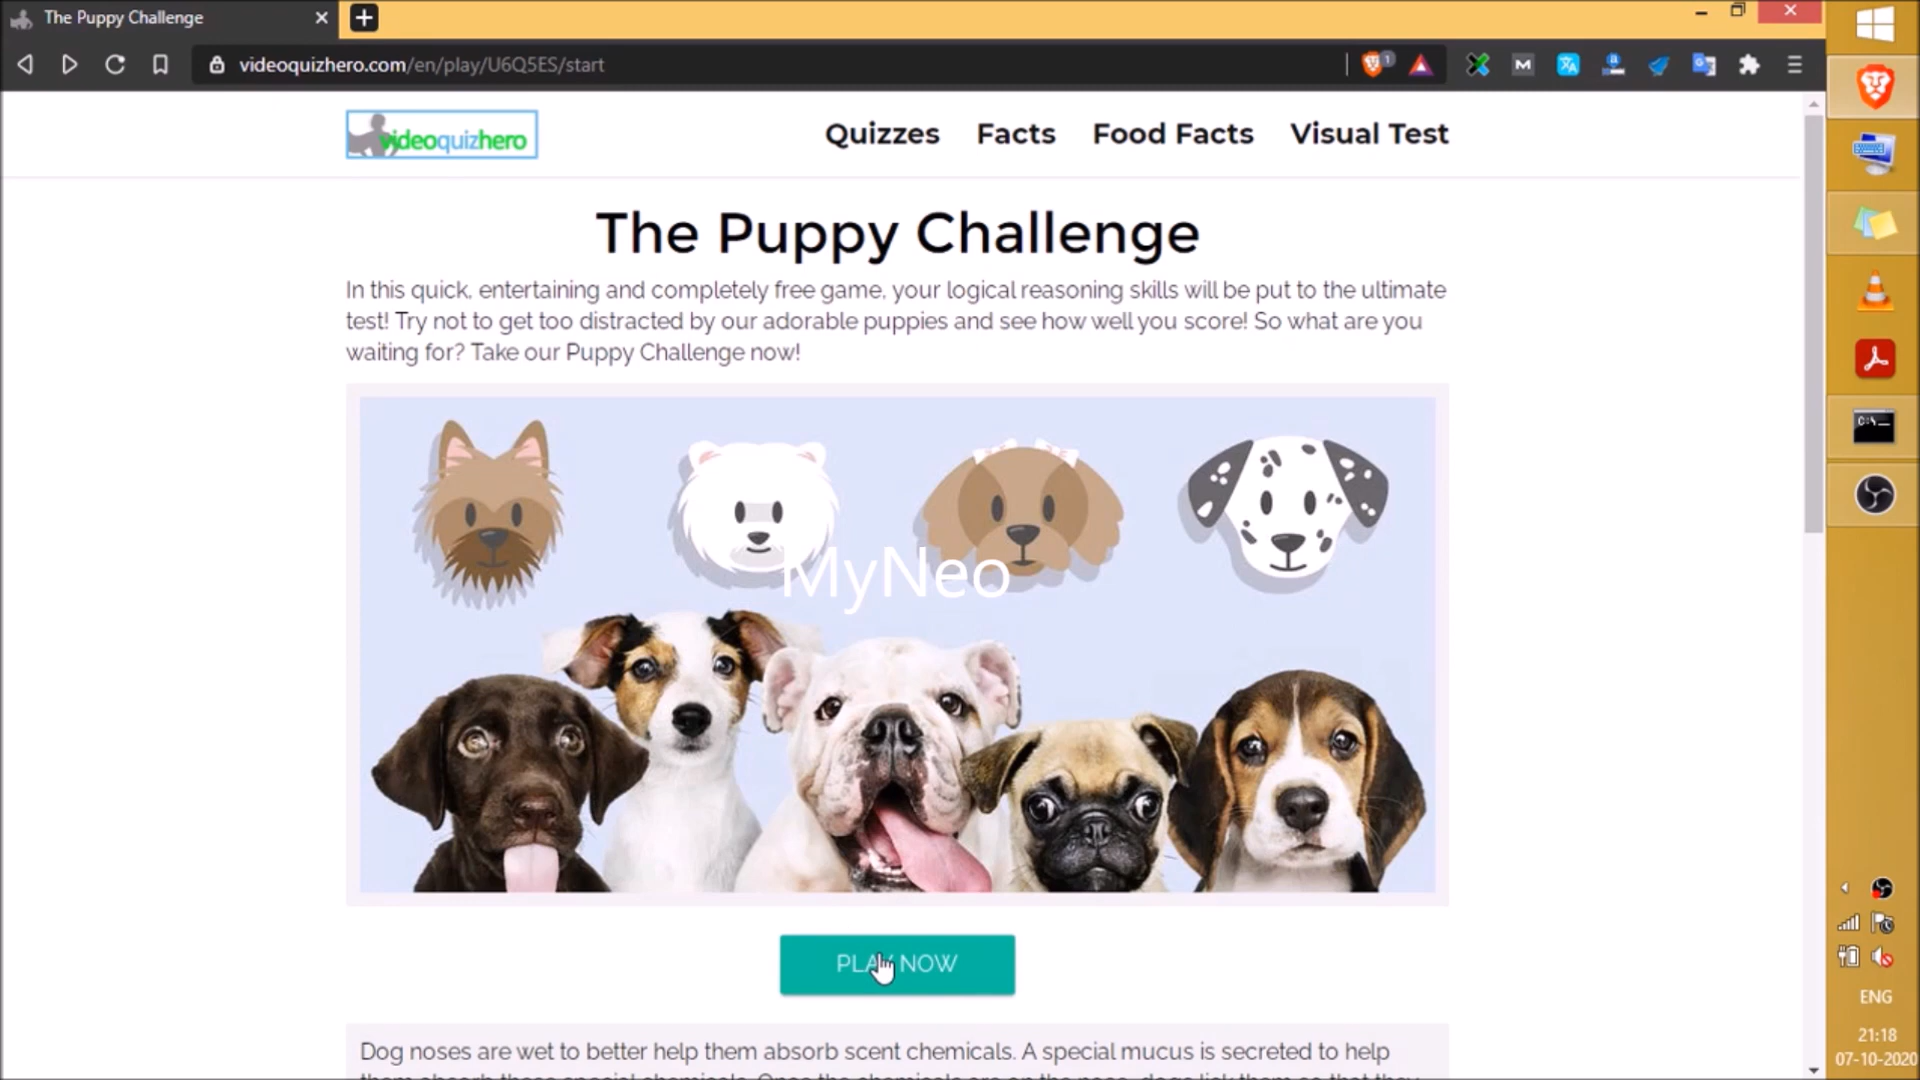 The Puppy Challenge
videoquizhero.com/en/play/U6Q5ES/start
1
videoquizhero
Quizzes Facts Food Facts Visual Test
The Puppy Challenge
In this quick, entertaining and completely free game, your logical reasoning skills will be put to the ultimate
test! Try not to get too distracted by our adorable puppies and see how well you score! So what are you
waiting for? Take our Puppy Challenge now!
MyNeo
PLAY NOW
Dog noses are wet to better help them absorb scent chemicals. A special mucus is secreted to help
ENG
21:18
07-10-2020